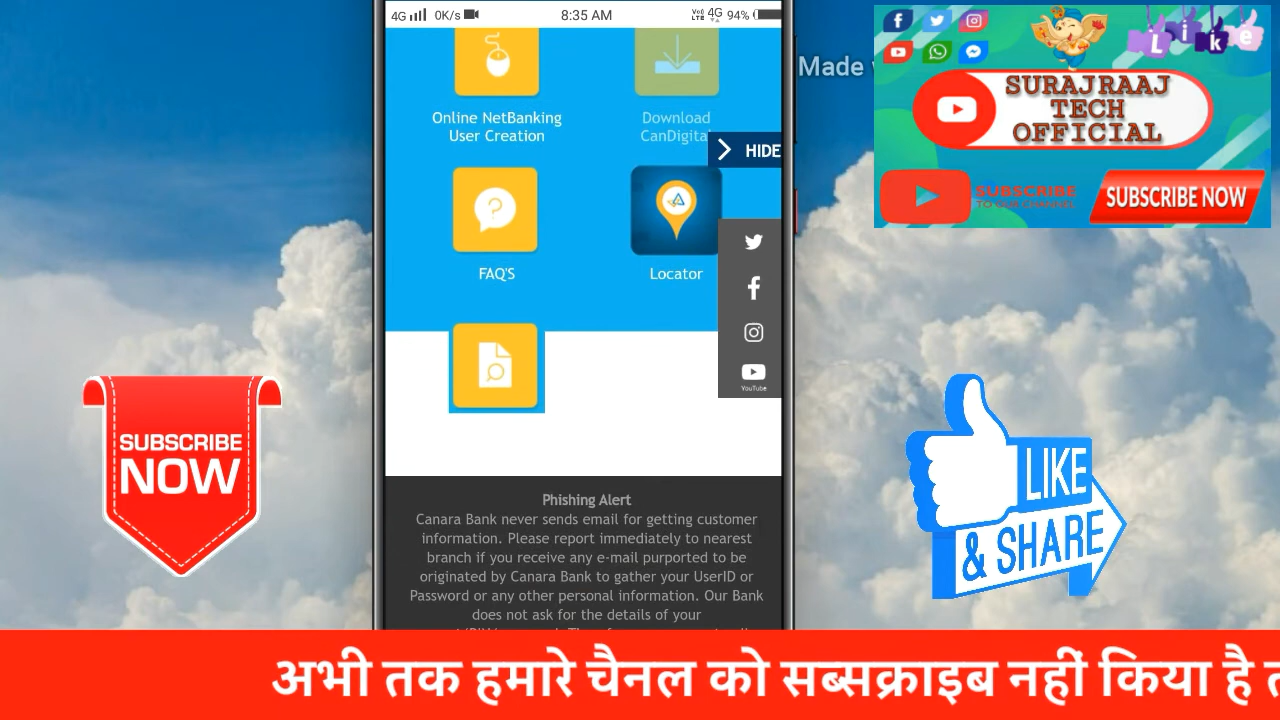 4G 0K/s 8:35 AM 4G 94%
Made
Like
SURAJRAAJ
TECH
OFFICIAL
SUBSCRIBE
TO OUR CHANNEL
SUBSCRIBE NOW
Online NetBanking
User Creation
Download
CanDigital
HIDE
FAQ'S
Locator
YouTube
SUBSCRIBE
NOW
LIKE
& SHARE
Phishing Alert
Canara Bank never sends email for getting customer
information. Please report immediately to nearest
branch if you receive any e-mail purported to be
originated by Canara Bank to gather your UserID or
Password or any other personal information. Our Bank
does not ask for the details of your
अभी तक हमारे चैनल को सब्सक्राइब नहीं किया है